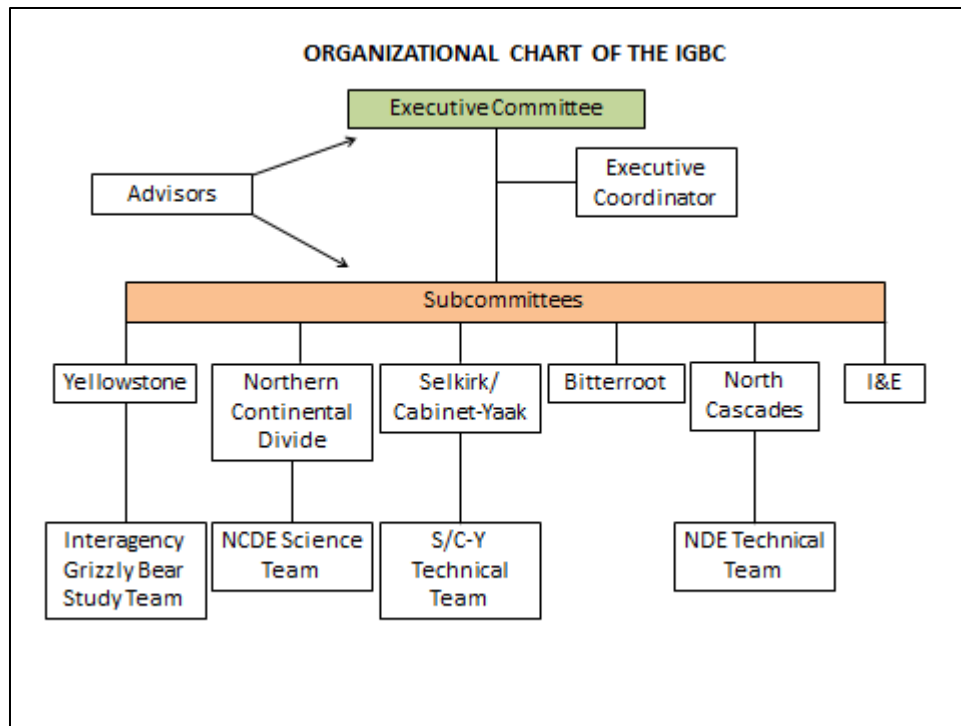 ORGANIZATIONAL CHART OF THE IGBC
Executive Committee
Advisors
Executive
Coordinator
Subcommittees
Yellowstone
Northern
Continental
Divide
Selkirk/
Cabinet-Yaak
Bitterroot
North
Cascades
I&E
Interagency
Grizzly Bear
Study Team
NCDE Science
Team
S/C-Y
Technical
Team
NDE Technical
Team